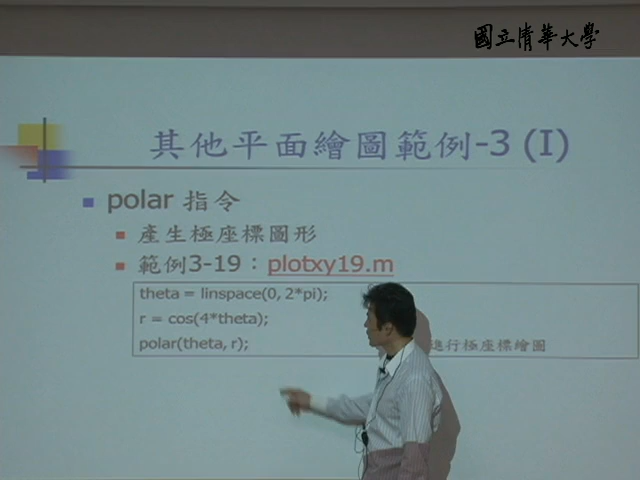 國立清華大學
其他平面繪圖範例-3 (I)
polar 指令
產生極座標圖形
範例3-19：plotxy19.m
theta = linspace(0, 2*pi);
r = cos(4*theta);
polar(theta, r); 進行極座標繪圖